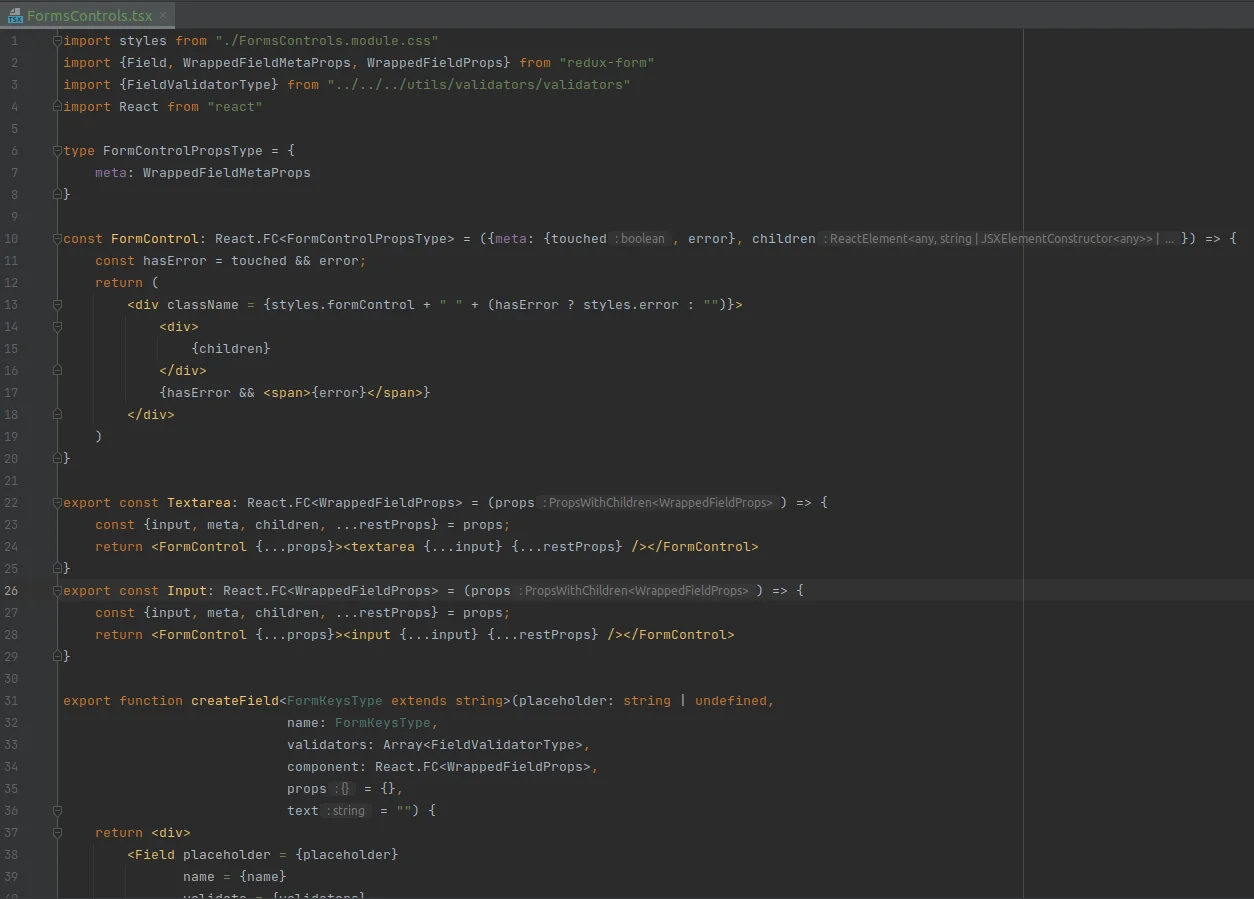 FormsControls.tsx ×
1 import styles from "./FormsControls.module.css"
2 import {Field, WrappedFieldMetaProps, WrappedFieldProps} from "redux-form"
3 import {FieldValidatorType} from "../../../utils/validators/validators"
4 import React from "react"
5
6 type FormControlPropsType = {
7 meta: WrappedFieldMetaProps
8 }
9
10 const FormControl: React.FC<FormControlPropsType> = ({meta: {touched : boolean , error}, children : ReactElement<any, string | JSXElementConstructor<any>> | ... }) => {
11 const hasError = touched && error;
12 return (
13 <div className = {styles.formControl + " " + (hasError ? styles.error : "")}>
14 <div>
15 {children}
16 </div>
17 {hasError && <span>{error}</span>}
18 </div>
19 )
20 }
21
22 export const Textarea: React.FC<WrappedFieldProps> = (props : PropsWithChildren<WrappedFieldProps> ) => {
23 const {input, meta, children, ...restProps} = props;
24 return <FormControl {...props}><textarea {...input} {...restProps} /></FormControl>
25 }
26 export const Input: React.FC<WrappedFieldProps> = (props : PropsWithChildren<WrappedFieldProps> ) => {
27 const {input, meta, children, ...restProps} = props;
28 return <FormControl {...props}><input {...input} {...restProps} /></FormControl>
29 }
30
31 export function createField<FormKeysType extends string>(placeholder: string | undefined,
32 name: FormKeysType,
33 validators: Array<FieldValidatorType>,
34 component: React.FC<WrappedFieldProps>,
35 props : {} = {},
36 text : string = "") {
37 return <div>
38 <Field placeholder = {placeholder}
39 name = {name}
40 validate = {validators}